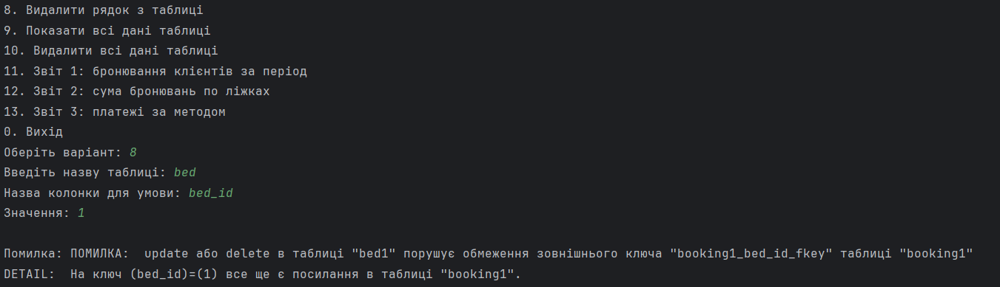 8. Видалити рядок з таблиці
9. Показати всі дані таблиці
10. Видалити всі дані таблиці
11. Звіт 1: бронювання клієнтів за період
12. Звіт 2: сума бронювань по ліжках
13. Звіт 3: платежі за методом
0. Вихід
Оберіть варіант: 8
Введіть назву таблиці: bed
Назва колонки для умови: bed_id
Значення: 1
Помилка: ПОМИЛКА:  update або delete в таблиці "bed1" порушує обмеження зовнішнього ключа "booking1_bed_id_fkey" таблиці "booking1"
DETAIL:  На ключ (bed_id)=(1) все ще є посилання в таблиці "booking1".